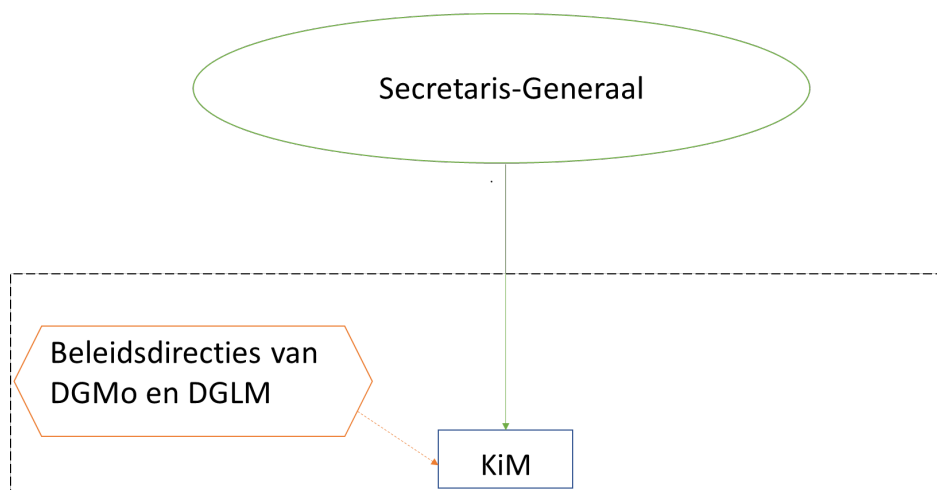 Secretaris-Generaal
Beleidsdirecties van
DGMo en DGLM
KiM